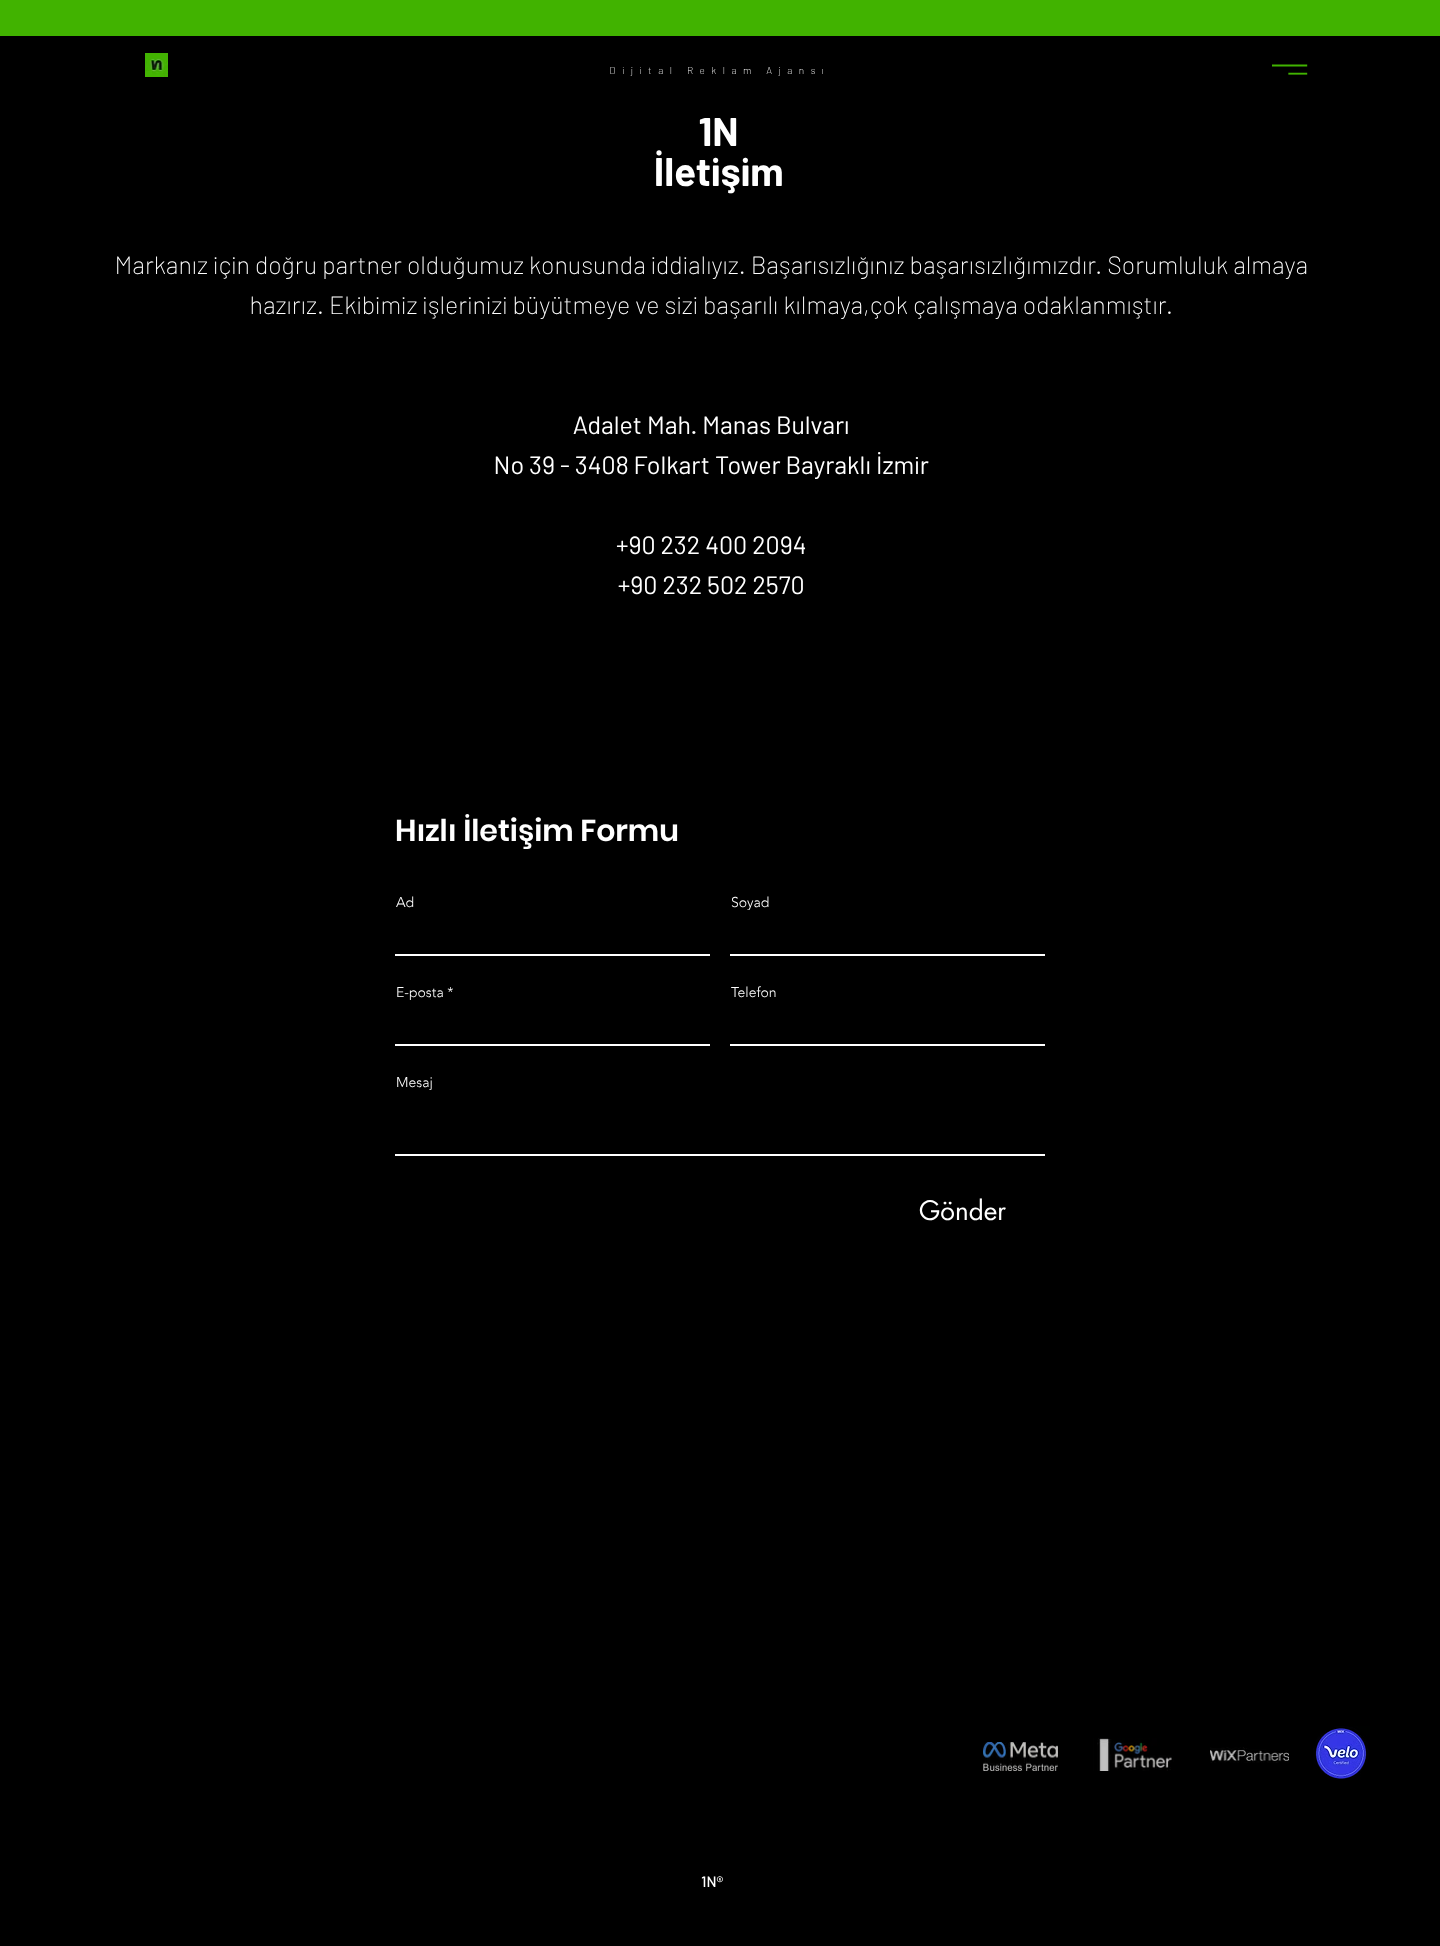 Dijital Reklam Ajansı
1N
İletişim
Markanız için doğru partner olduğumuz konusunda iddialıyız. Başarısızlığınız başarısızlığımızdır. Sorumluluk almaya
hazırız. Ekibimiz işlerinizi büyütmeye ve sizi başarılı kılmaya,çok çalışmaya odaklanmıştır.
Adalet Mah. Manas Bulvarı
No 39 - 3408 Folkart Tower Bayraklı İzmir
+90 232 400 2094
+90 232 502 2570
Hızlı İletişim Formu
Ad
Soyad
E-posta *
Telefon
Mesaj
Gönder
Meta
Business Partner
Google
Partner
WiXPartners
velo
Certified
1N®